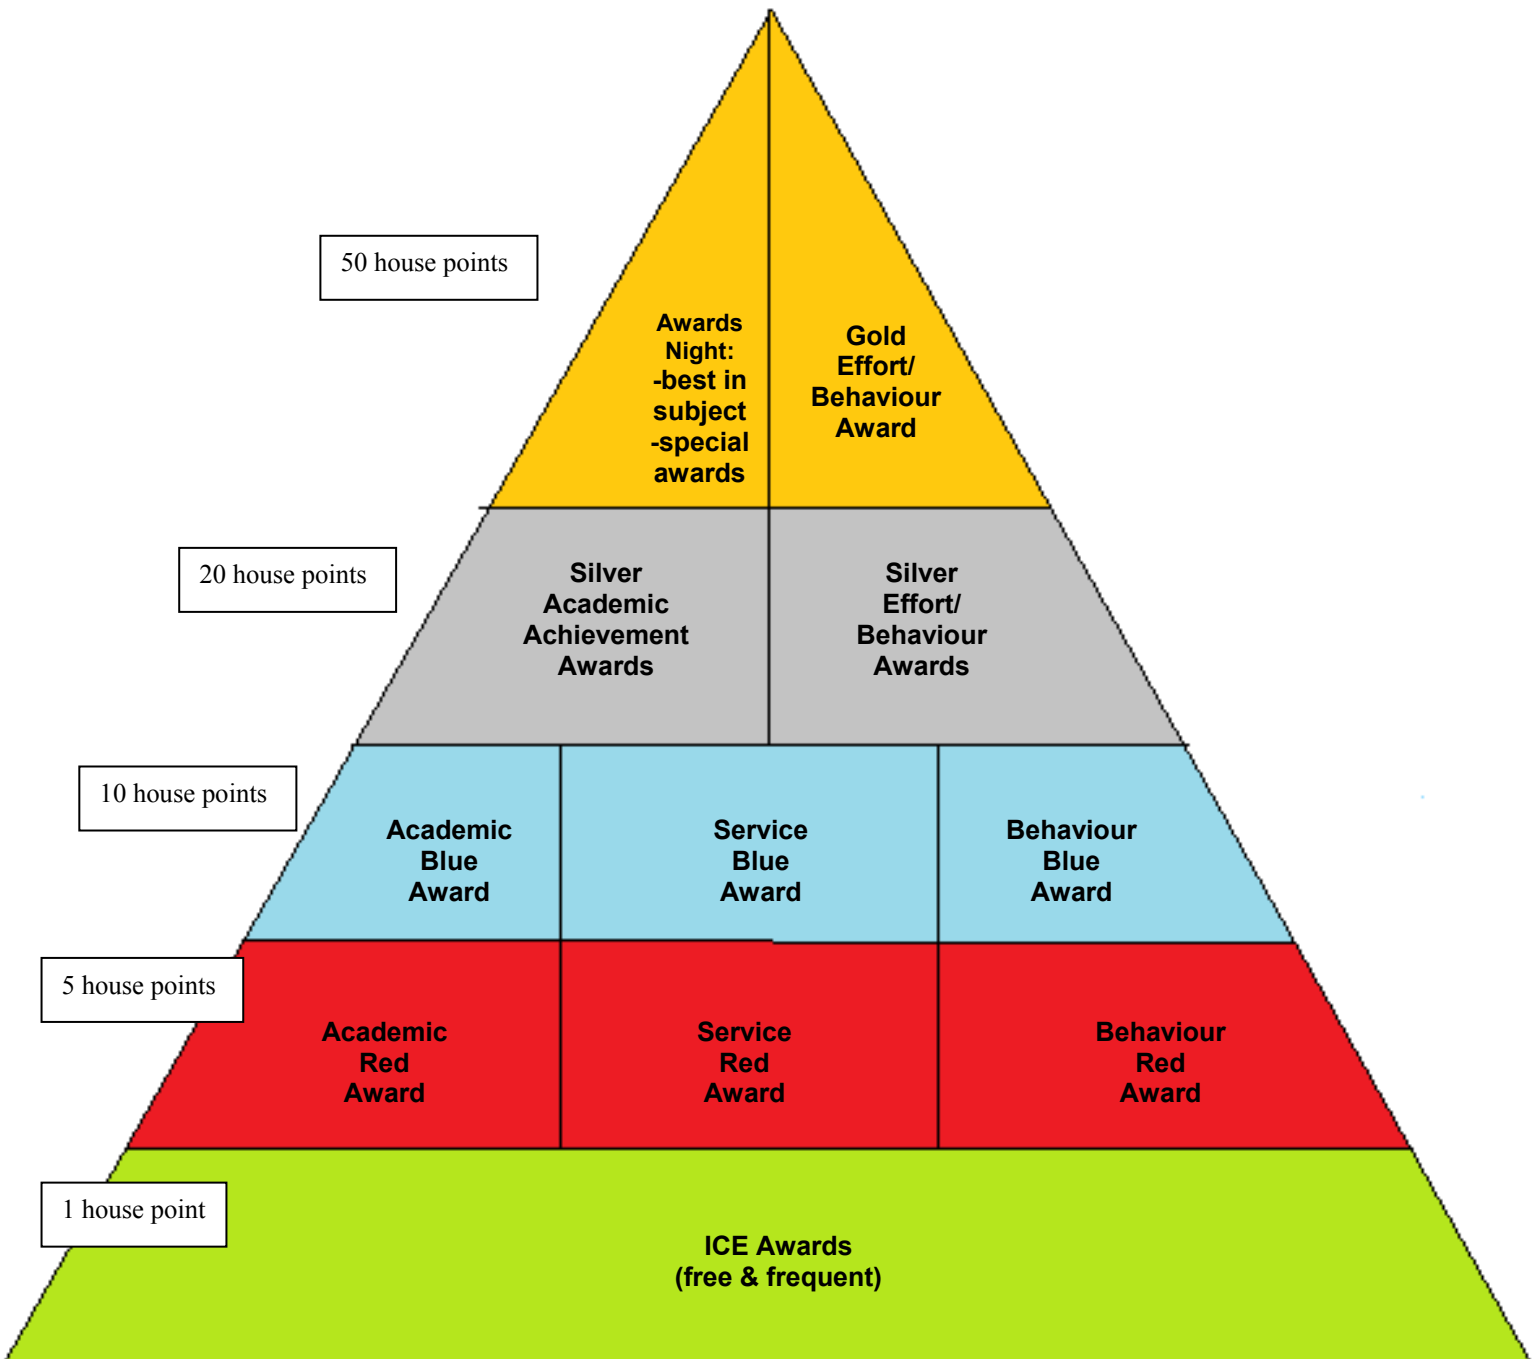 50 house points
Awards
Night:
-best in
subject
-special
awards
Gold
Effort/
Behaviour
Award
20 house points
Silver
Academic
Achievement
Awards
Silver
Effort/
Behaviour
Awards
10 house points
Academic
Blue
Award
Service
Blue
Award
Behaviour
Blue
Award
5 house points
Academic
Red
Award
Service
Red
Award
Behaviour
Red
Award
1 house point
ICE Awards
(free & frequent)